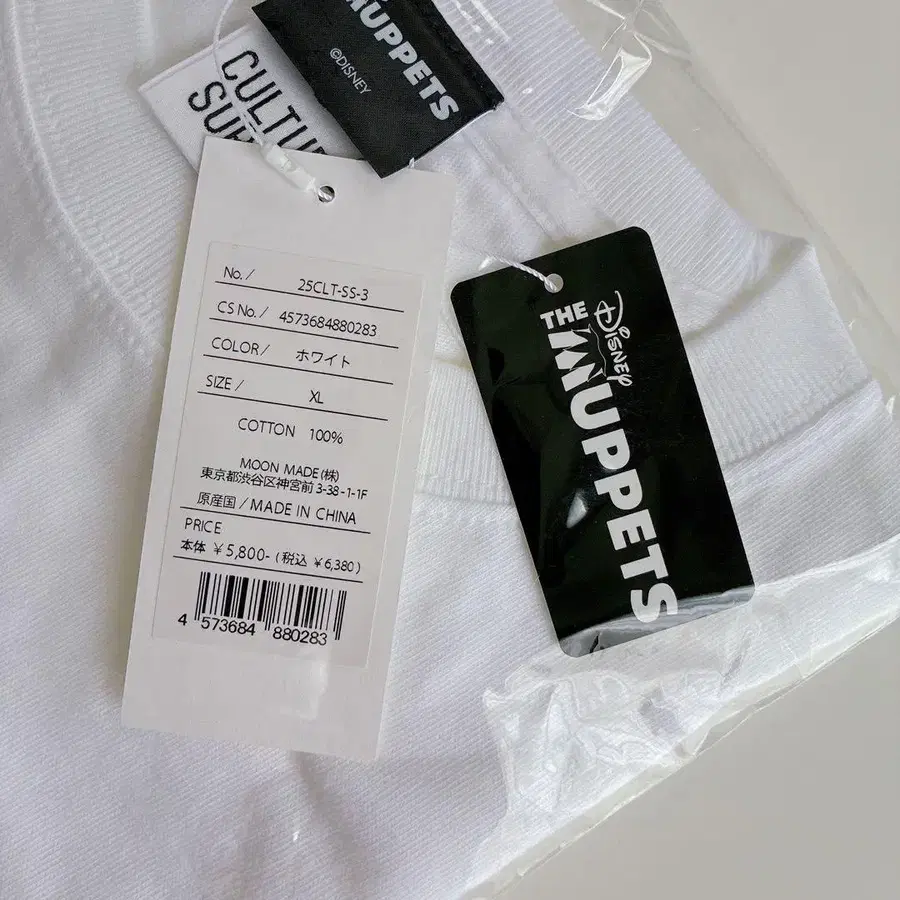 MUPPETS
©DISNEY
CULTU
SU
No./ 25CLT-SS-3
CS No./ 4573684880283
COLOR/ ホワイト
SIZE/ XL
COTTON 100%
MOON MADE(株)
東京都渋谷区神宮前 3-38-1-1F
原産国/MADE IN CHINA
PRICE
本体 ¥5,800-(税込 ¥6,380)
4 573684 880283
Disney
THE
MUPPETS